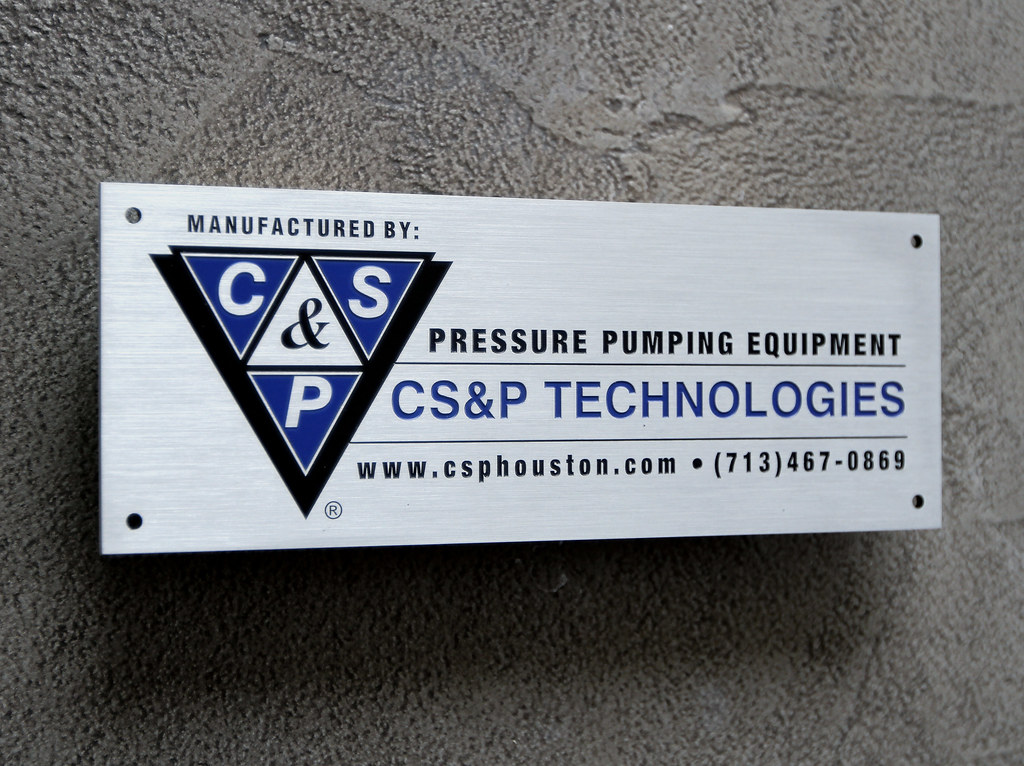 MANUFACTURED BY:
C & S
P
®
PRESSURE PUMPING EQUIPMENT
CS&P TECHNOLOGIES
www.csphouston.com • (713)467-0869